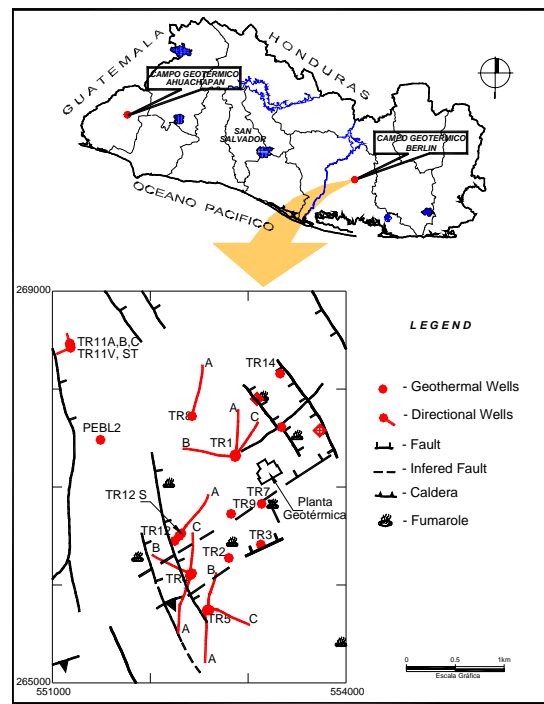 GUATEMALA
HONDURAS
CAMPO GEOTERMICO
AHUACHAPAN
SAN
SALVADOR
CAMPO GEOTERMICO
BERLIN
OCEANO PACIFICO
269000
TR11A,B,C
TR11V, ST
A
TR14
TR8
A
C
PEBL2
B
TR1
TR12 S
A
TR7
TR9
Planta
Geotérmica
TR12
C
TR3
B
TR2
B
TR5
C
A
A
265000
551000
554000
LEGEND
- Geothermal Wells
- Directional Wells
- Fault
- Infered Fault
- Caldera
- Fumarole
0
0.5
1km
Escala Gráfica